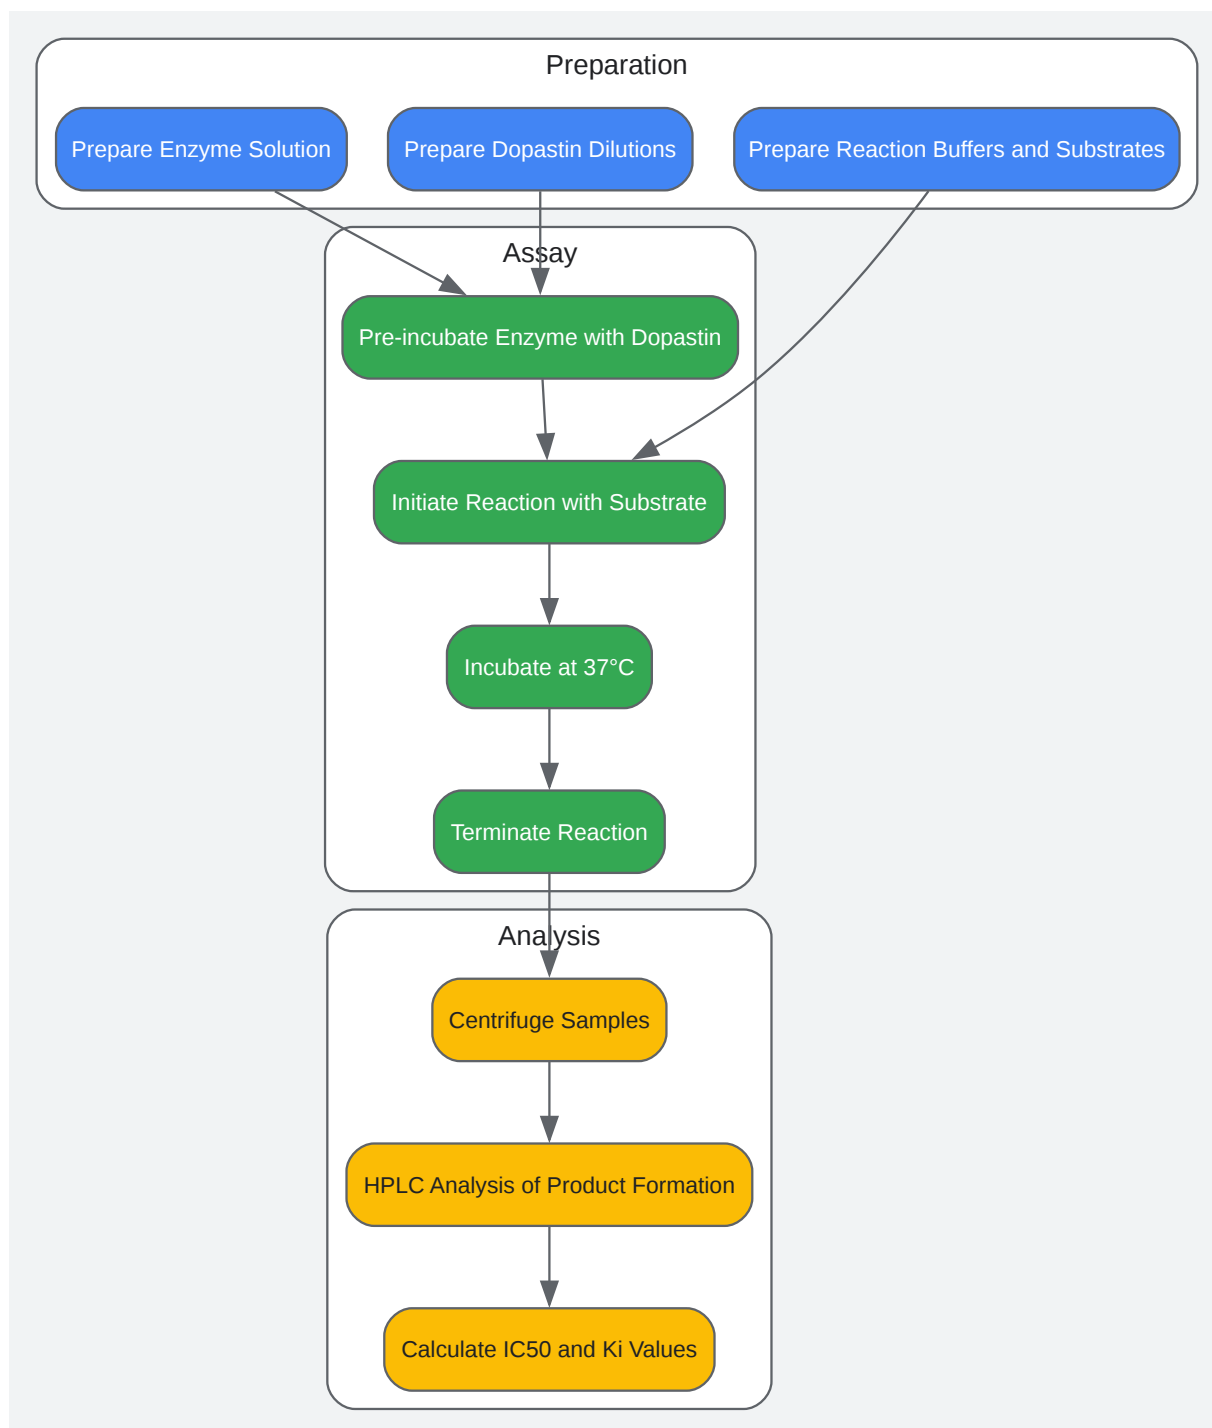 Preparation
Prepare Enzyme Solution
Prepare Dopastin Dilutions
Prepare Reaction Buffers and Substrates
Assay
Pre-incubate Enzyme with Dopastin
Initiate Reaction with Substrate
Incubate at 37°C
Terminate Reaction
Analysis
Centrifuge Samples
HPLC Analysis of Product Formation
Calculate IC50 and Ki Values